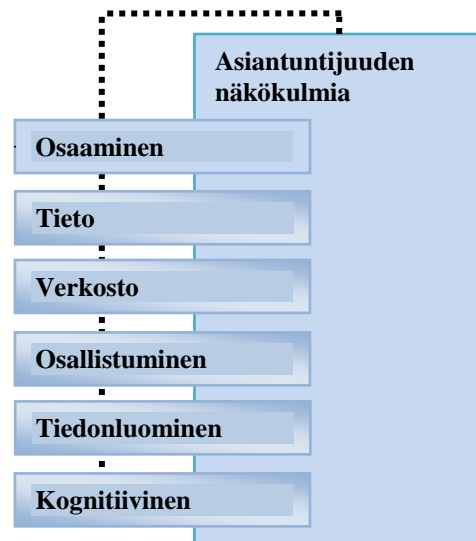 Asiantuntijuuden
näkökulmia
Osaaminen
Tieto
Verkosto
Osallistuminen
Tiedonluominen
Kognitiivinen